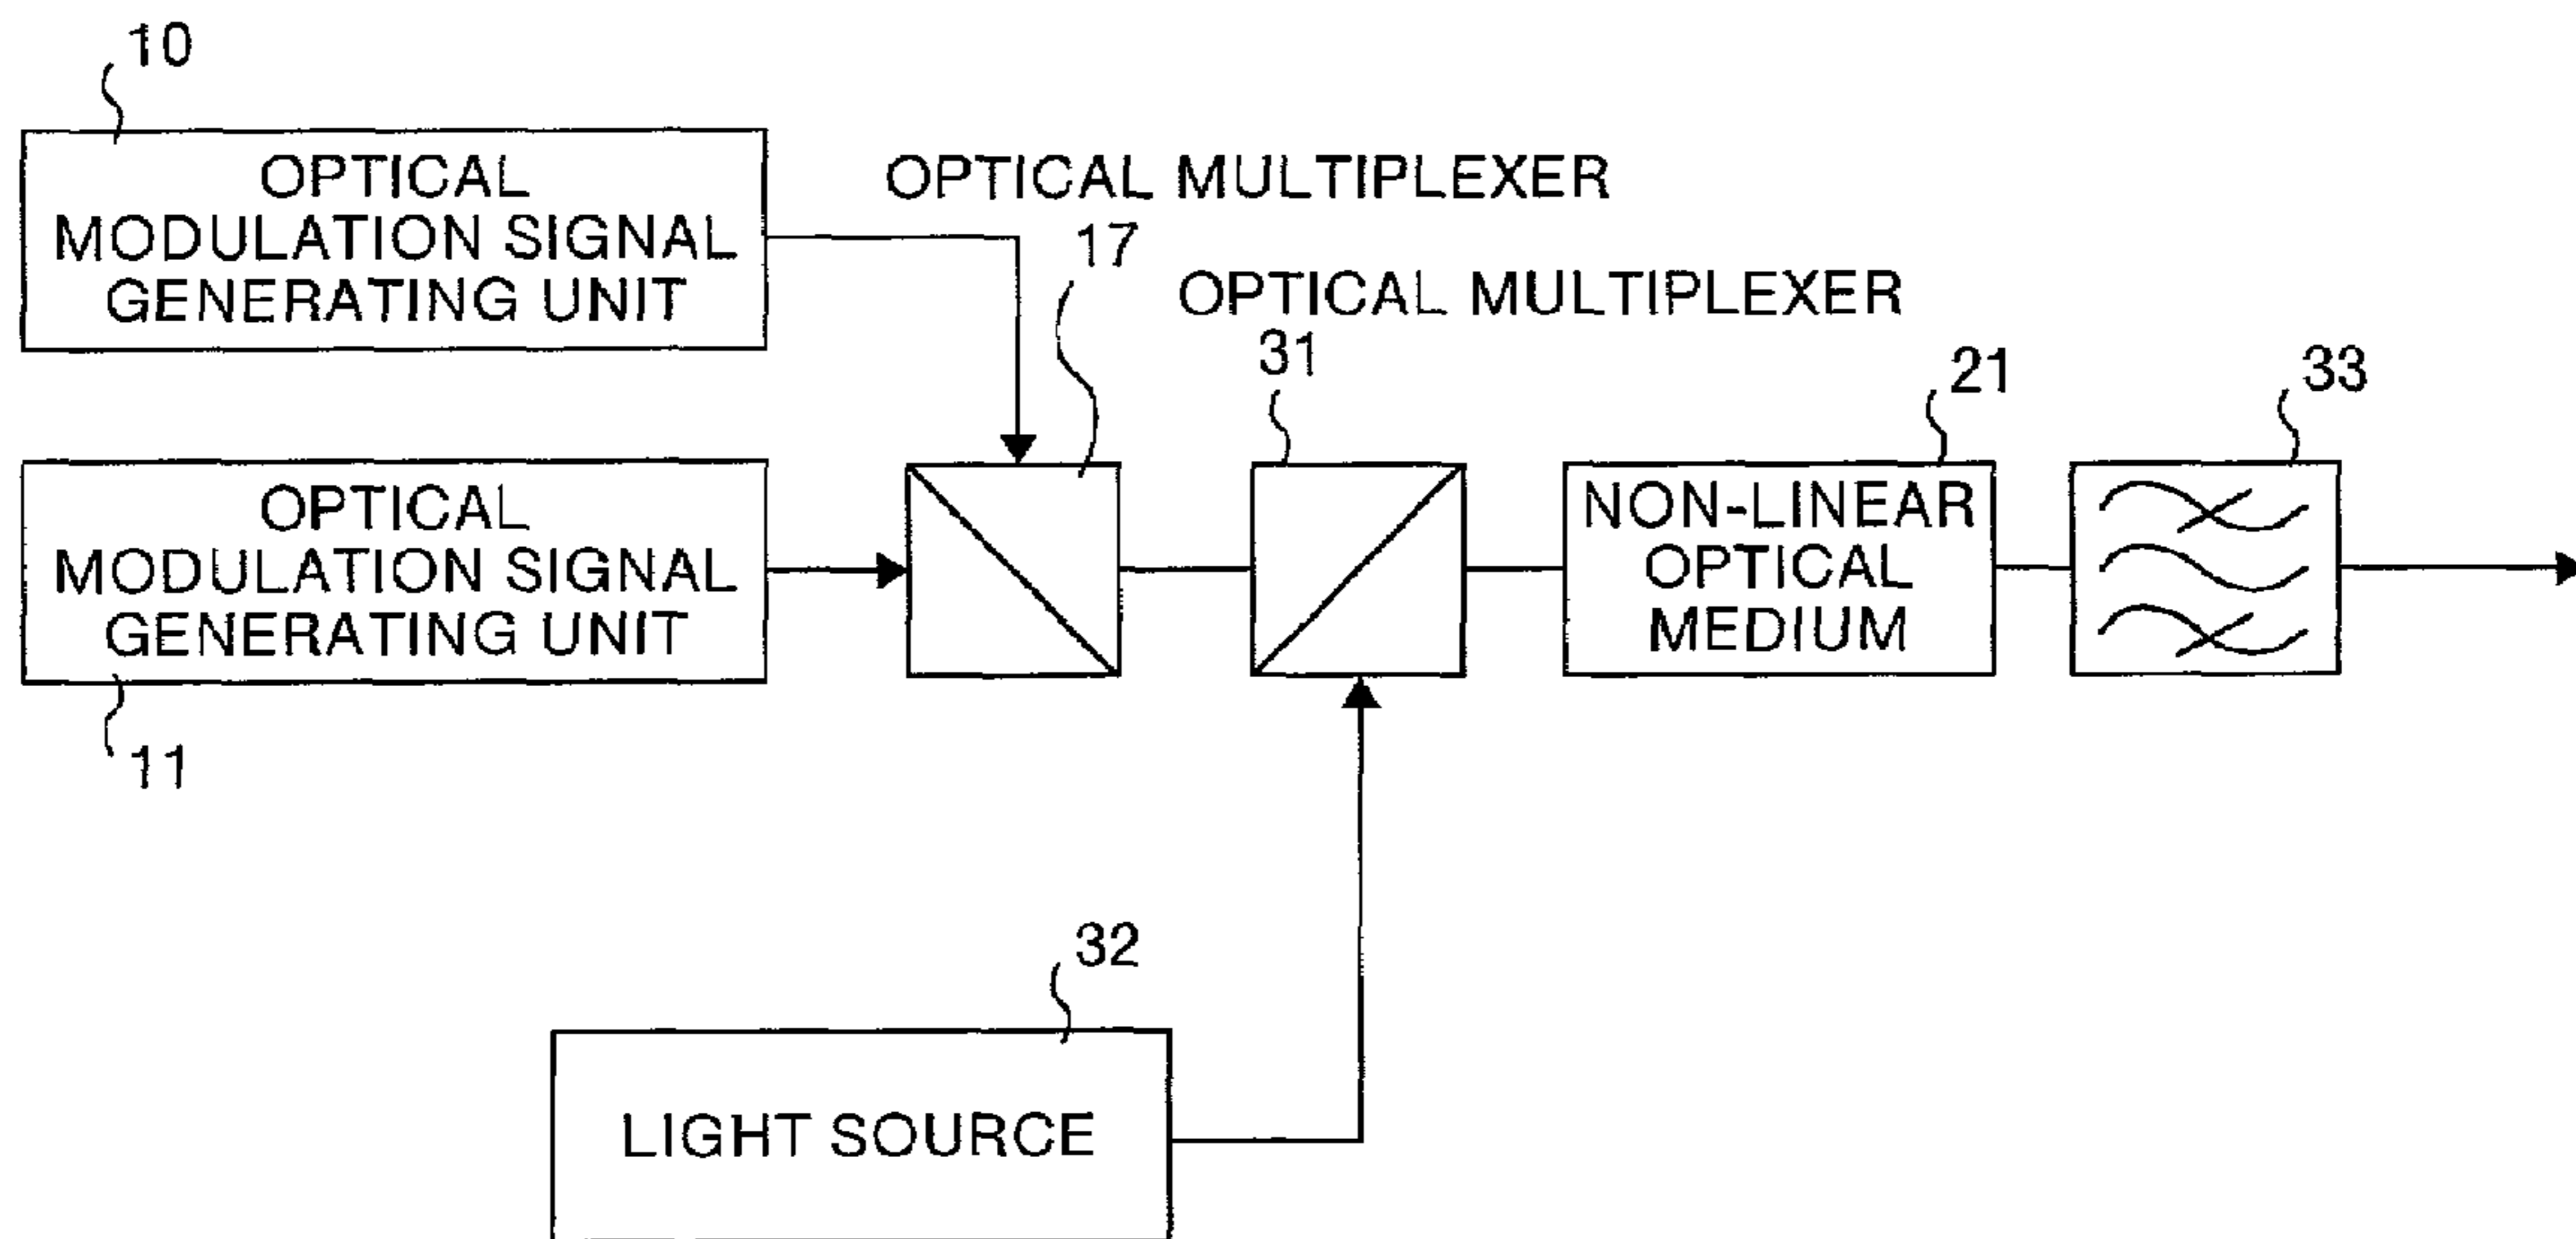 10
OPTICAL
MODULATION SIGNAL
GENERATING UNIT
OPTICAL MULTIPLEXER
17
OPTICAL MULTIPLEXER
31
21
33
OPTICAL
MODULATION SIGNAL
GENERATING UNIT
11
NON-LINEAR
OPTICAL
MEDIUM
32
LIGHT SOURCE